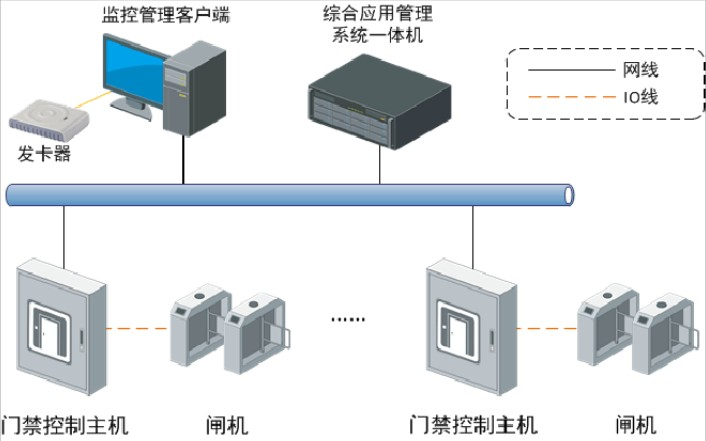 监控管理客户端
综合应用管理
系统一体机
网线
IO线
发卡器
......
门禁控制主机
闸机
门禁控制主机
闸机